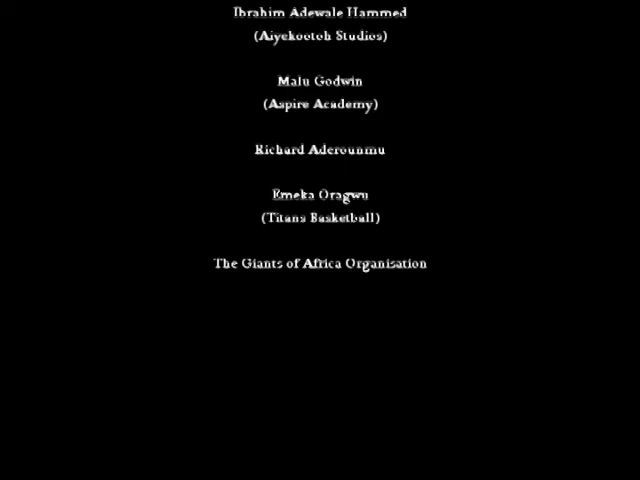 Ibrahim Adewale Hammed
(Aiyekooto Studios)
Malu Godwin
(Aspire Academy)
Richard Aderounmu
Emeka Oragwu
(Titans Basketball)
The Giants of Africa Organisation